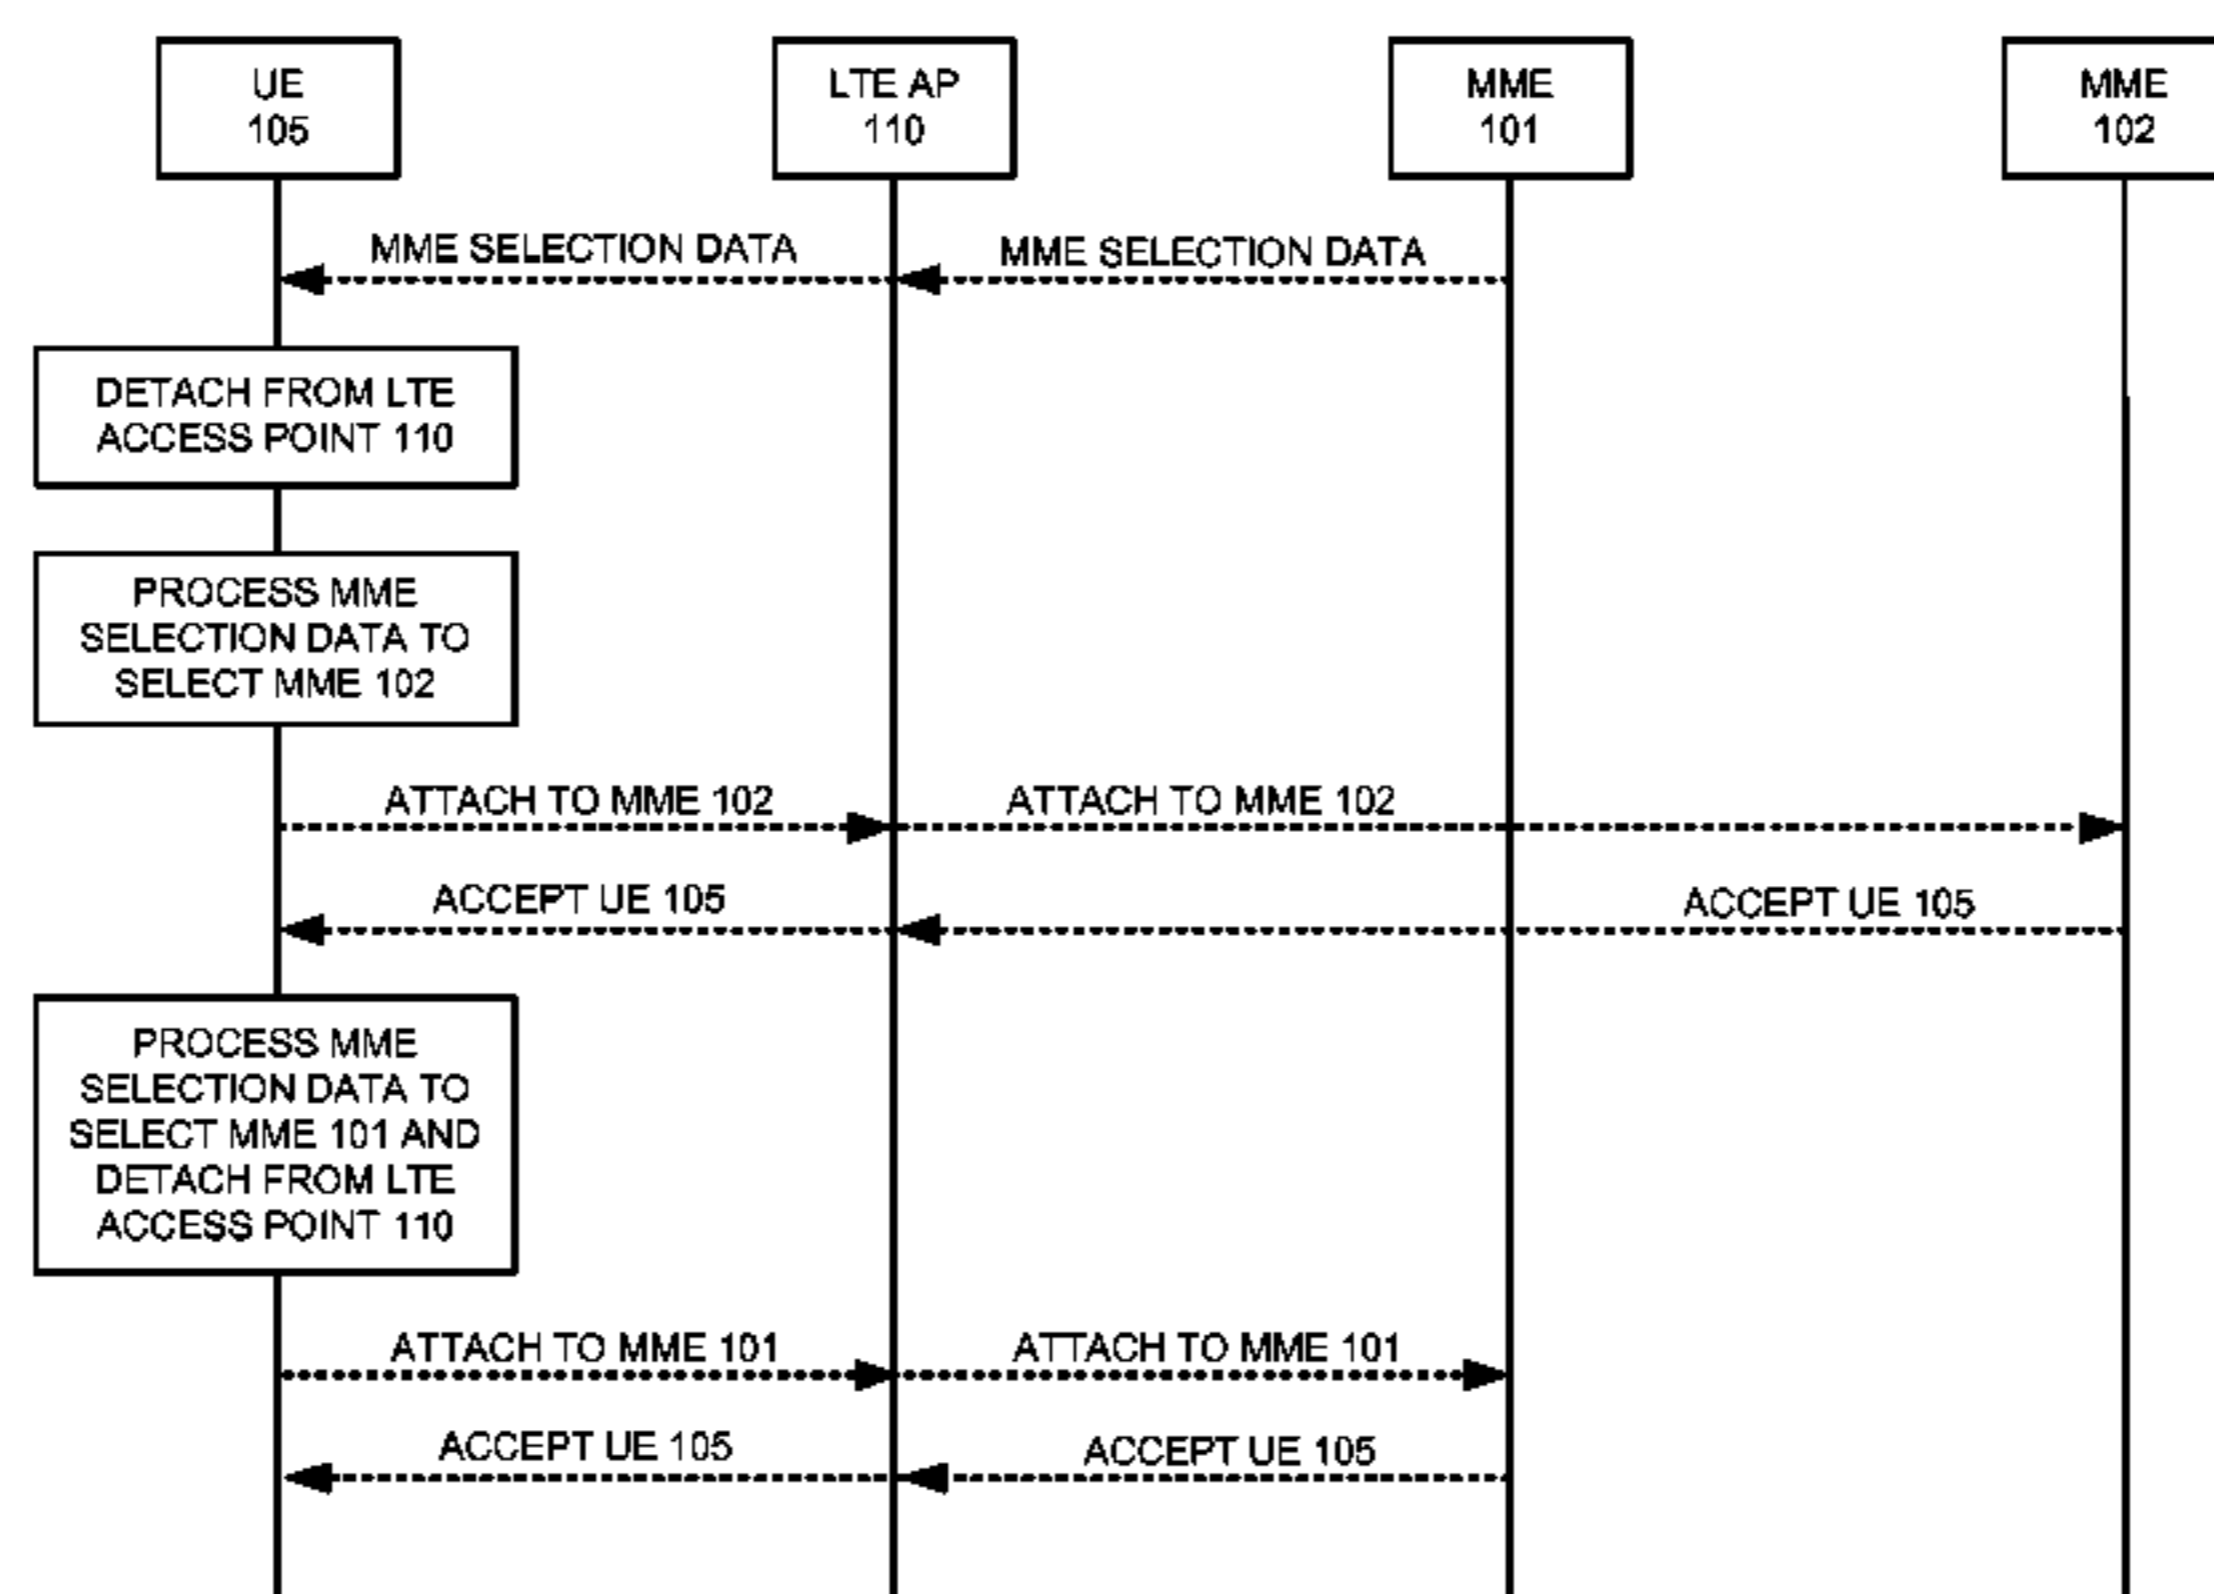 UE
105
LTE AP
110
MME
101
MME
102
MME SELECTION DATA
MME SELECTION DATA
DETACH FROM LTE
ACCESS POINT 110
PROCESS MME
SELECTION DATA TO
SELECT MME 102
ATTACH TO MME 102
ATTACH TO MME 102
ACCEPT UE 105
ACCEPT UE 105
PROCESS MME
SELECTION DATA TO
SELECT MME 101 AND
DETACH FROM LTE
ACCESS POINT 110
ATTACH TO MME 101
ATTACH TO MME 101
ACCEPT UE 105
ACCEPT UE 105